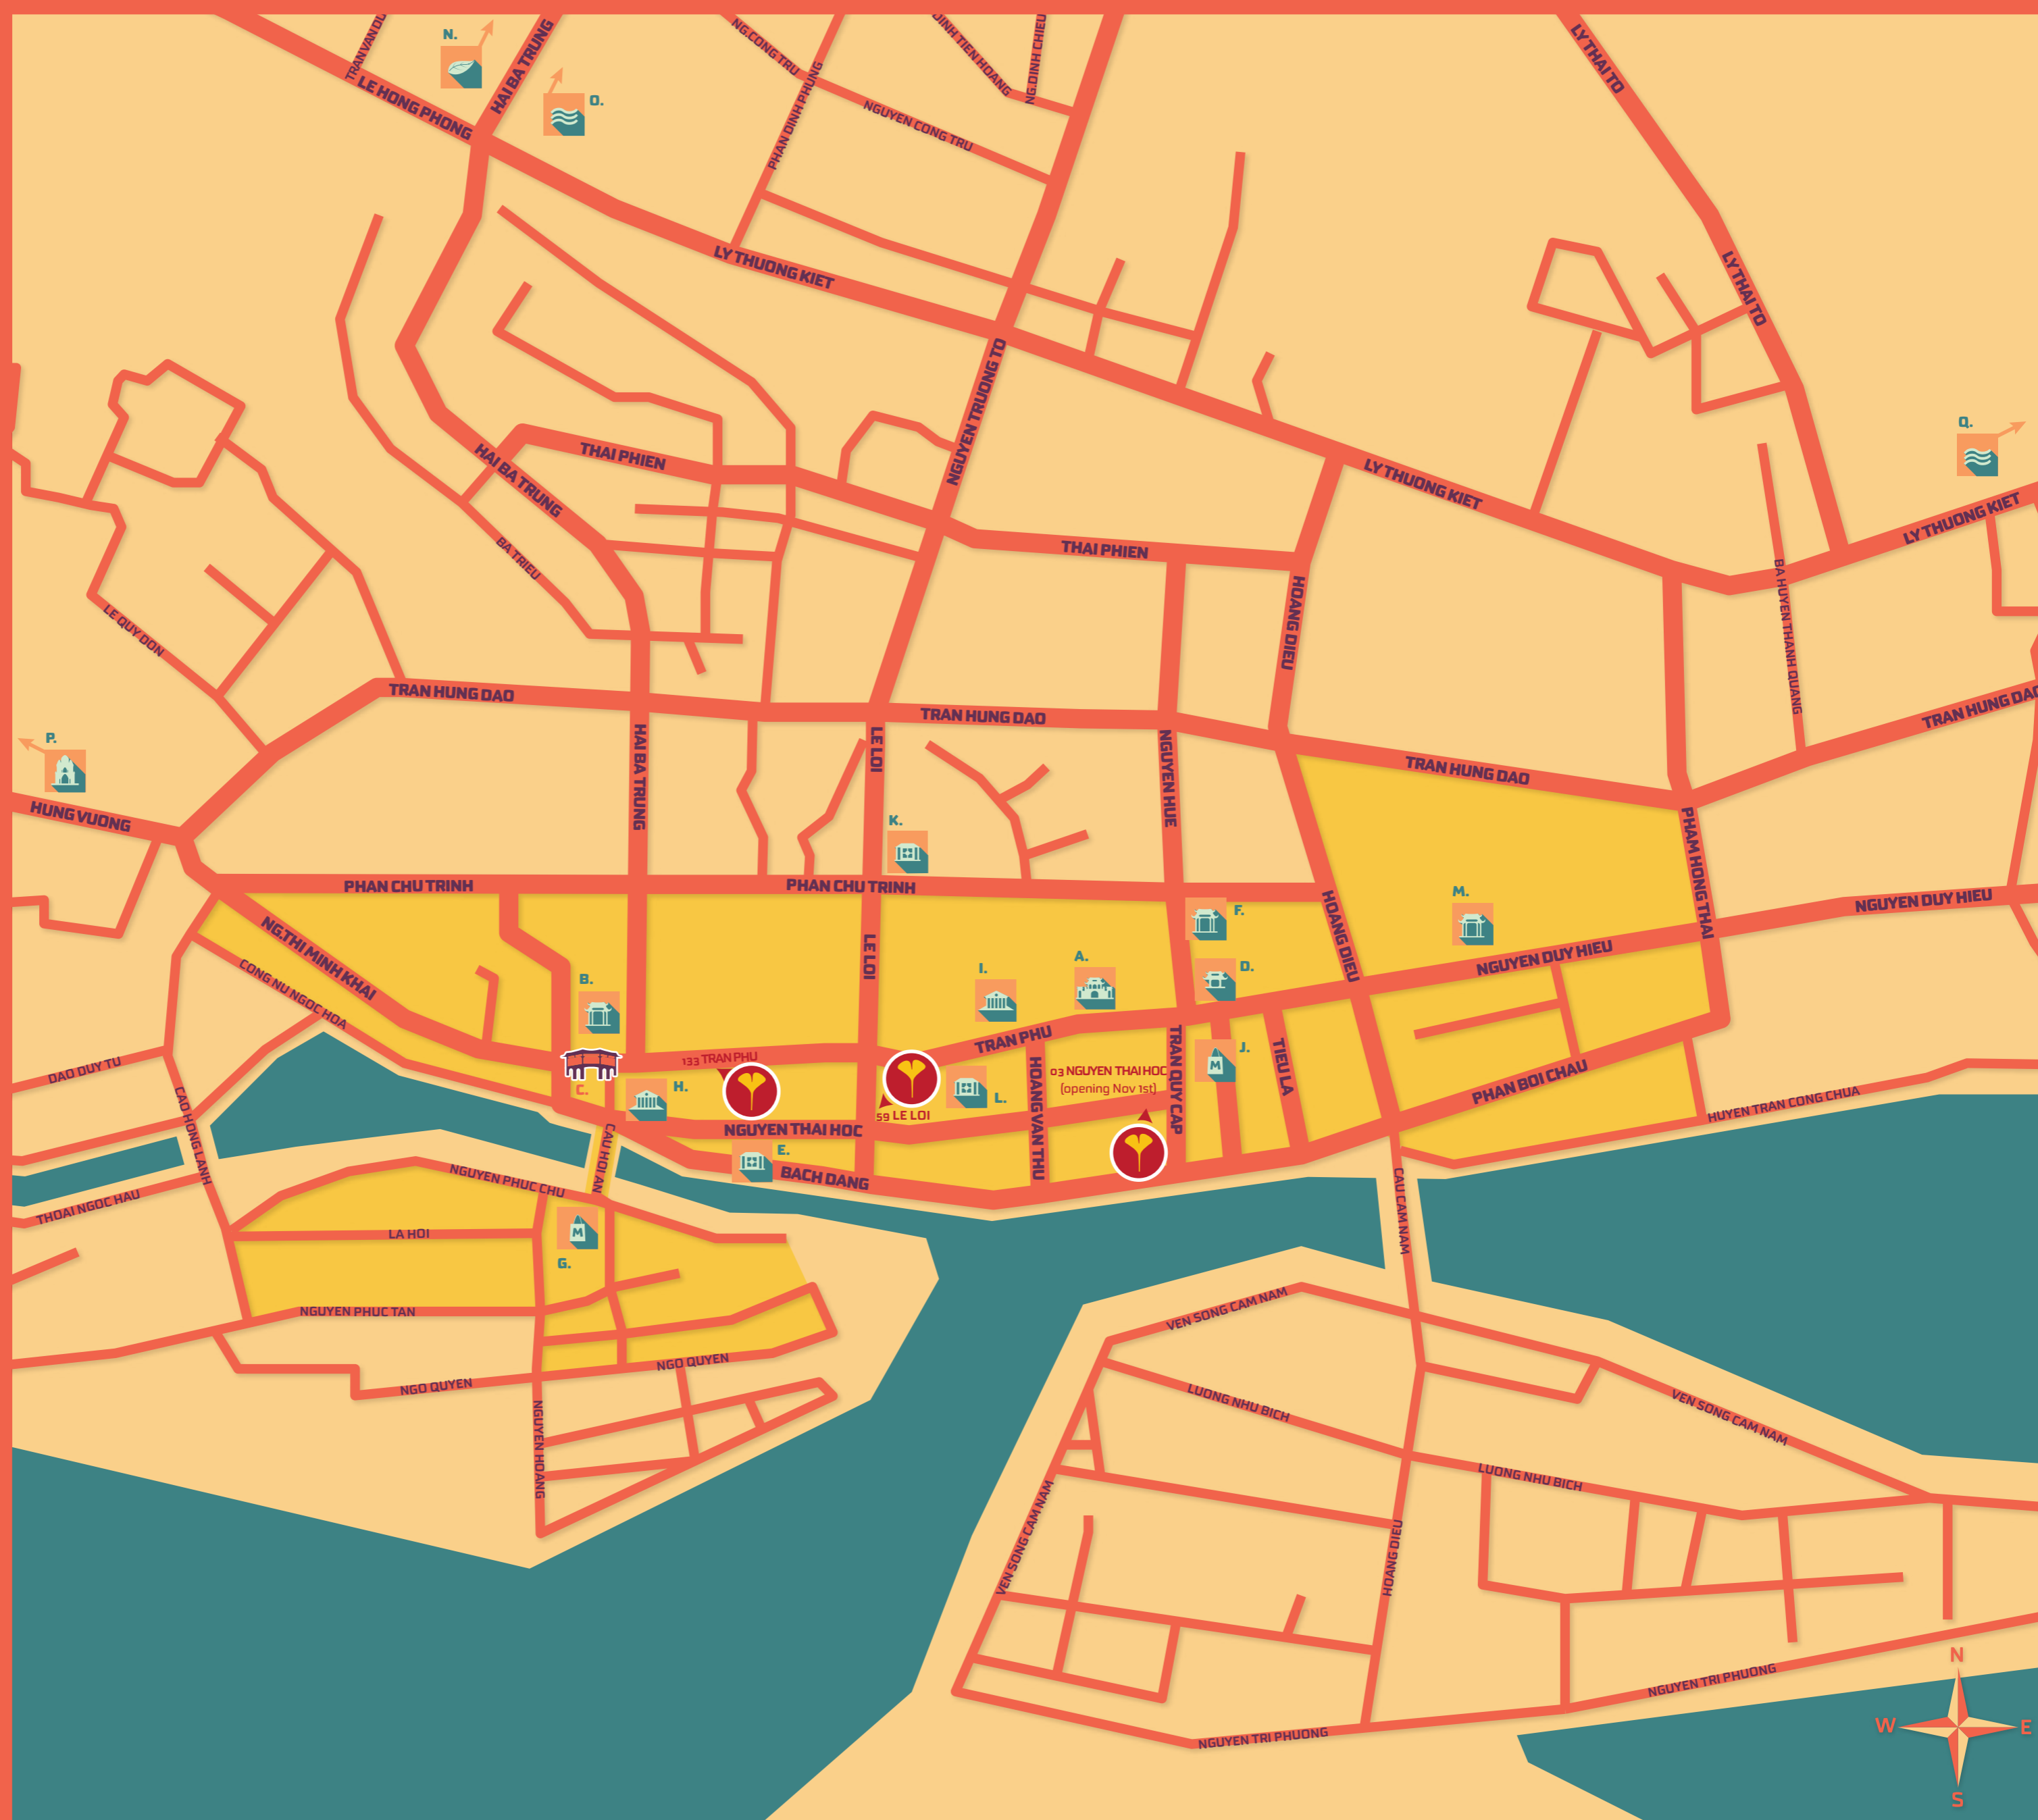 N.
O.
TRAN VAN DU
LE HONG PHONG
HAI BA TRUNG
NG.CONG TRU
PHAN DINH PHUNG
DINH TIEN HOANG
NG.DINH CHIEU
NGUYEN CONG TRU
LY THAI TO
LY THUONG KIET
LY THAI TO
NGUYEN TRUONG TO
Q.
THAI PHIEN
HAI BA TRUNG
LY THUONG KIET
LY THUONG KIET
BA TRIEU
THAI PHIEN
HOANG DIEU
BA HUYEN THANH QUANG
LE QUY DON
TRAN HUNG DAO
TRAN HUNG DAO
TRAN HUNG DAO
TRAN HUNG DAO
P.
HUNG VUONG
HAI BA TRUNG
LE LOI
NGUYEN HUE
K.
PHAM HONG THAI
PHAN CHU TRINH
PHAN CHU TRINH
M.
NGUYEN DUY HIEU
F.
HOANG DIEU
NG.THI MINH KHAI
CONG NU NGOC HOA
LE LOI
B.
I.
A.
D.
NGUYEN DUY HIEU
TRAN PHU
133 TRAN PHU
C.
H.
L.
J.
03 NGUYEN THAI HOC
(opening Nov 1st)
HOANG VAN THU
TRAN QUY CAP
TIEU LA
PHAN BOI CHAU
HUYEN TRAN CONG CHUA
DAO DUY TU
CAO HONG LANH
59 LE LOI
NGUYEN THAI HOC
E.
BACH DANG
CAU HOI AN
CAU CAM NAM
THOAI NGOC HAU
NGUYEN PHUC CHU
LA HOI
M
M
G.
NGUYEN PHUC TAN
NGO QUYEN
NGO QUYEN
NGUYEN HOANG
VEN SONG CAM NAM
LUONG NHU BICH
VEN SONG CAM NAM
LUONG NHU BICH
VEN SONG CAM NAM
HOANG DIEU
NGUYEN TRI PHUONG
NGUYEN TRI PHUONG
N
W
E
S